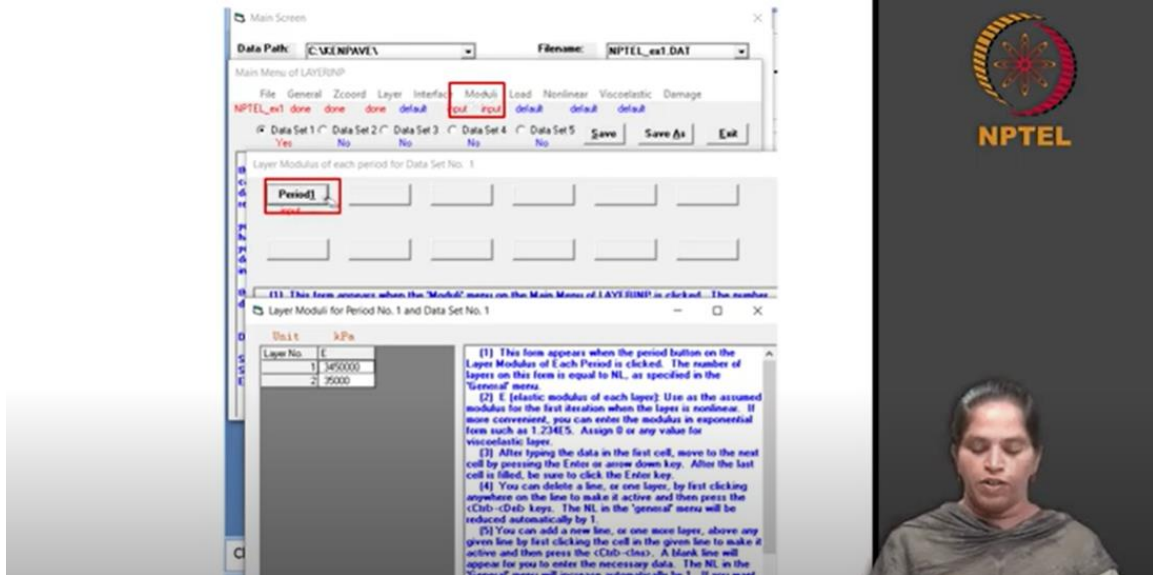 Main Screen
Data Path: C:\KENPAVE\ Filename: NPTEL_ex1.DAT
Main Menu of LAYERINP
File General Zcoord Layer Interface Moduli Load Nonlinear Viscoelastic Damage
NPTEL_ex1 done done done default input input default default default
Data Set 1 Data Set 2 Data Set 3 Data Set 4 Data Set 5 Save Save As Exit
Yes No No No No
Layer Modulus of each period for Data Set No. 1
Period1
input
(1) This form appears when the 'Moduli' menu on the Main Menu of LAYERINP is clicked. The number
Layer Moduli for Period No. 1 and Data Set No. 1
Unit kPa
Layer No. E
1 3450000
2 35000
(1) This form appears when the period button on the
Layer Modulus of Each Period is clicked. The number of
layers on this form is equal to NL, as specified in the
'General' menu.
(2) E (elastic modulus of each layer): Use as the assumed
modulus for the first iteration when the layer is nonlinear. If
more convenient, you can enter the modulus in exponential
form such as 1.234E5. Assign 0 or any value for
viscoelastic layer.
(3) After typing the data in the first cell, move to the next
cell by pressing the Enter or arrow down key. After the last
cell is filled, be sure to click the Enter key.
(4) You can delete a line, or one layer, by first clicking
anywhere on the line to make it active and then press the
<Ctrl>-<Del> keys. The NL in the 'general' menu will be
reduced automatically by 1.
(5) You can add a new line, or one more layer, above any
given line by first clicking the cell in the given line to make it
active and then press the <Ctrl>-<Ins>. A blank line will
appear for you to enter the necessary data. The NL in the
'General' menu will increase automatically by 1. If you want
NPTEL